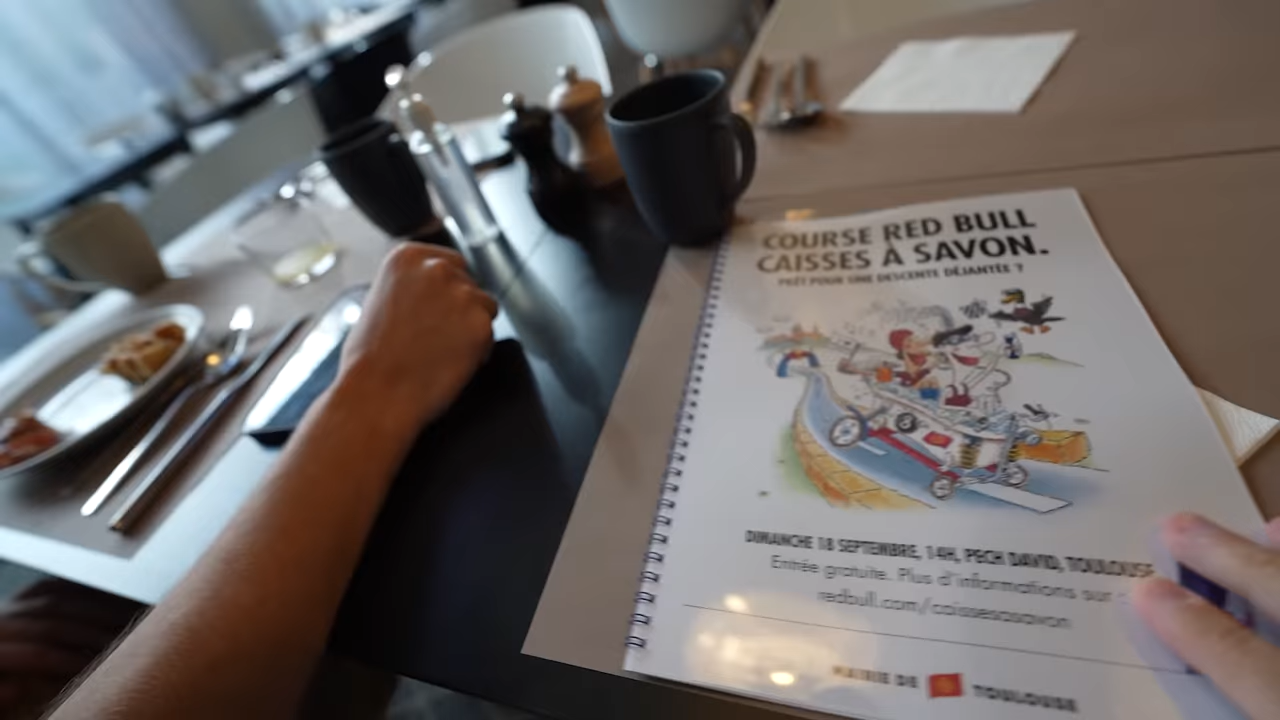 COURSE RED BULL
CAISSES À SAVON.
PRÊT POUR UNE DESCENTE DÉJANTÉE ?
DIMANCHE 18 SEPTEMBRE, 14H, PECH DAVID, TOULOUSE
Entrée gratuite. Plus d'informations sur
redbull.com/caissesasavon
MAIRIE DE TOULOUSE